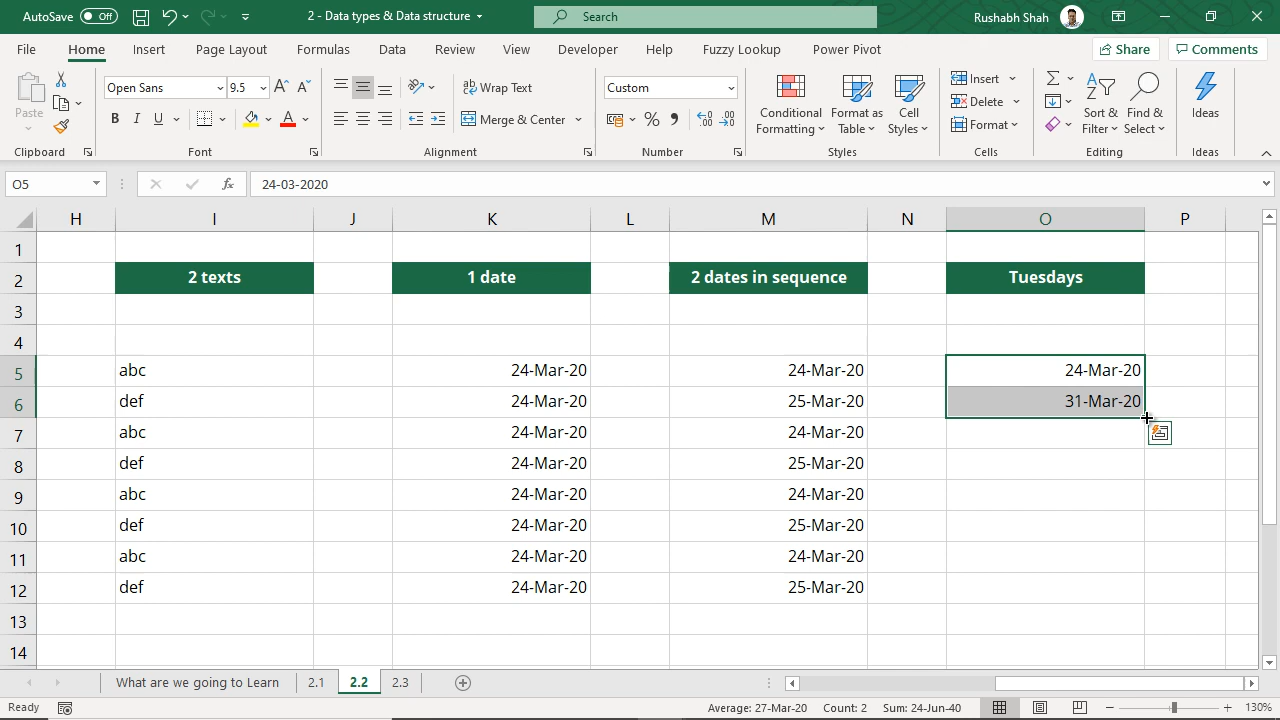 AutoSave Off 2 - Data types & Data structure Search Rushabh Shah
File Home Insert Page Layout Formulas Data Review View Developer Help Fuzzy Lookup Power Pivot Share Comments
Paste Open Sans 9.5 A A Wrap Text Custom Conditional Formatting Format as Table Cell Styles Insert Sort & Filter Find & Select Ideas
B I U A Merge & Center % Delete
Format
Clipboard Font Alignment Number Styles Cells Editing Ideas
O5 fx 24-03-2020
H I J K L M N O P
1
2 2 texts 1 date 2 dates in sequence Tuesdays
3
4
5 abc 24-Mar-20 24-Mar-20 24-Mar-20
6 def 24-Mar-20 25-Mar-20 31-Mar-20
7 abc 24-Mar-20 24-Mar-20
8 def 24-Mar-20 25-Mar-20
9 abc 24-Mar-20 24-Mar-20
10 def 24-Mar-20 25-Mar-20
11 abc 24-Mar-20 24-Mar-20
12 def 24-Mar-20 25-Mar-20
13
14
What are we going to Learn 2.1 2.2 2.3
Ready Average: 27-Mar-20 Count: 2 Sum: 24-Jun-40 130%